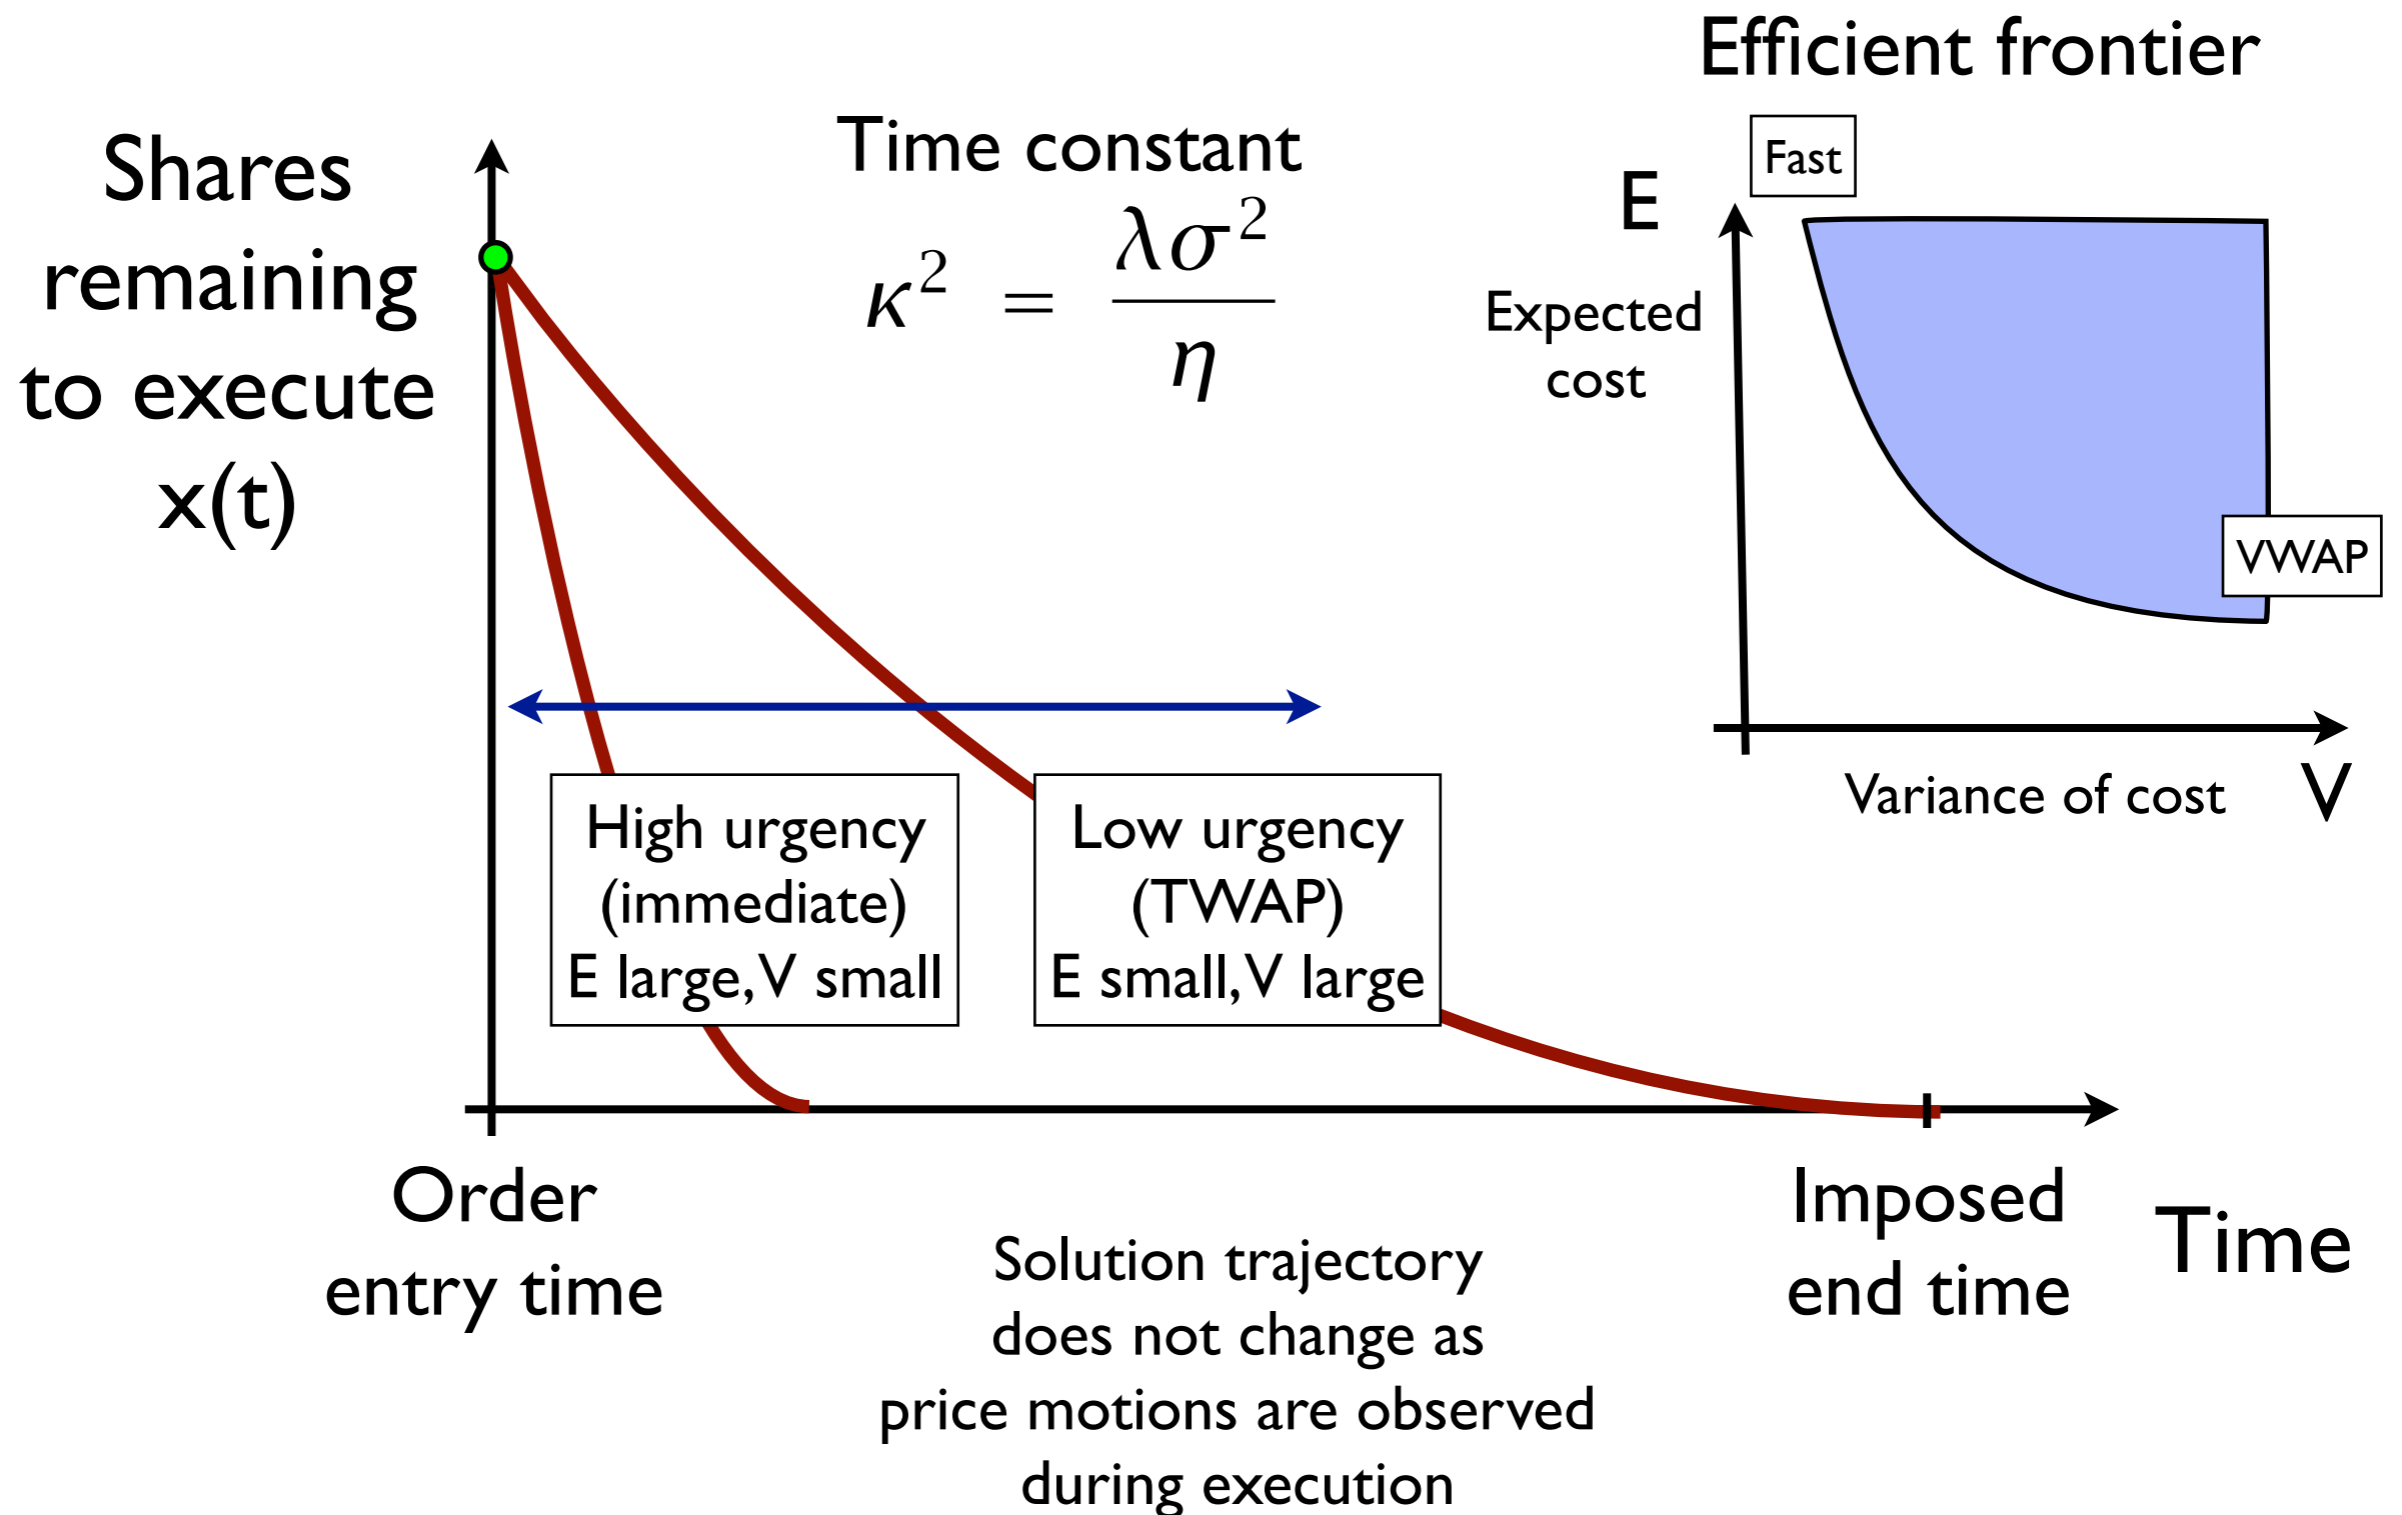 Efficient frontier
Shares
remaining
to execute
x(t)
Time constant
κ² = λσ² / η
Fast
E
Expected
cost
VWAP
Variance of cost
V
High urgency
(immediate)
E large, V small
Low urgency
(TWAP)
E small, V large
Order
entry time
Imposed
end time
Time
Solution trajectory
does not change as
price motions are observed
during execution